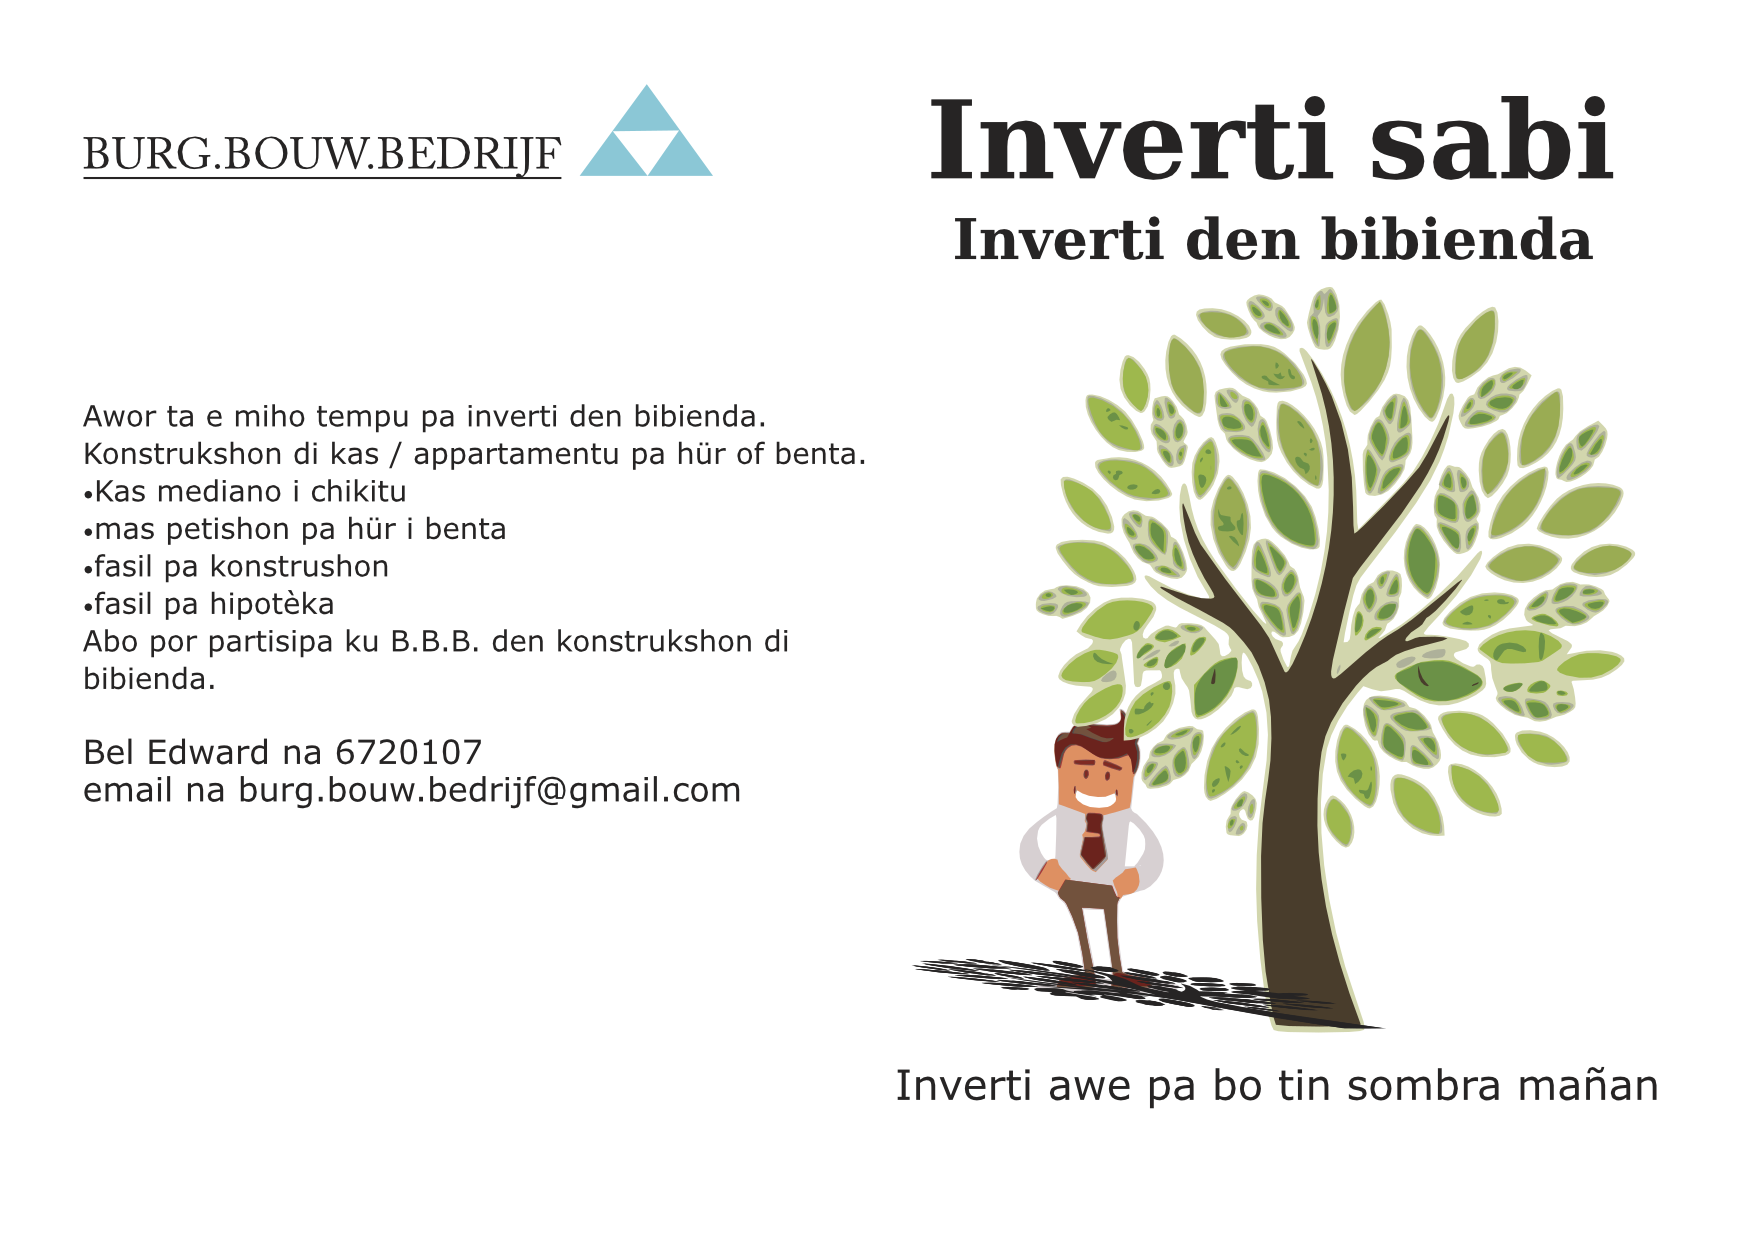 BURG.BOUW.BEDRIJF
Awor ta e miho tempu pa inverti den bibienda.
Konstrukshon di kas / appartamentu pa hür of benta.
•Kas mediano i chikitu
•mas petishon pa hür i benta
•fasil pa konstrushon
•fasil pa hipotèka
Abo por partisipa ku B.B.B. den konstrukshon di
bibienda.
Bel Edward na 6720107
email na burg.bouw.bedrijf@gmail.com
Inverti sabi
Inverti den bibienda
Inverti awe pa bo tin sombra mañan